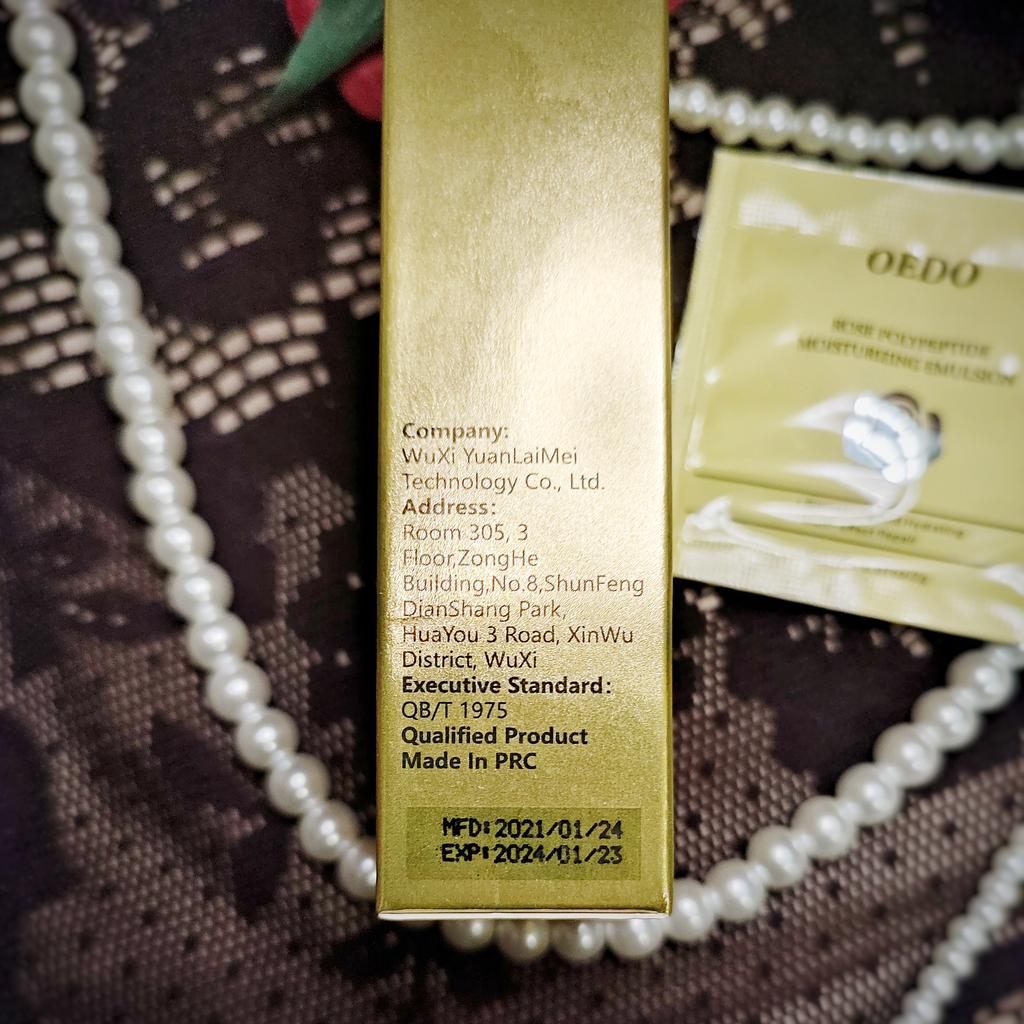 Company:
WuXi YuanLaiMei
Technology Co., Ltd.
Address:
Room 305, 3
Floor,ZongHe
Building,No.8,ShunFeng
DianShang Park,
HuaYou 3 Road, XinWu
District, WuXi
Executive Standard:
QB/T 1975
Qualified Product
Made In PRC
MFD:2021/01/24
EXP:2024/01/23
OEDO
ROSE POLYPEPTIDE
MOISTURIZING EMULSION
Hydrating
Repair